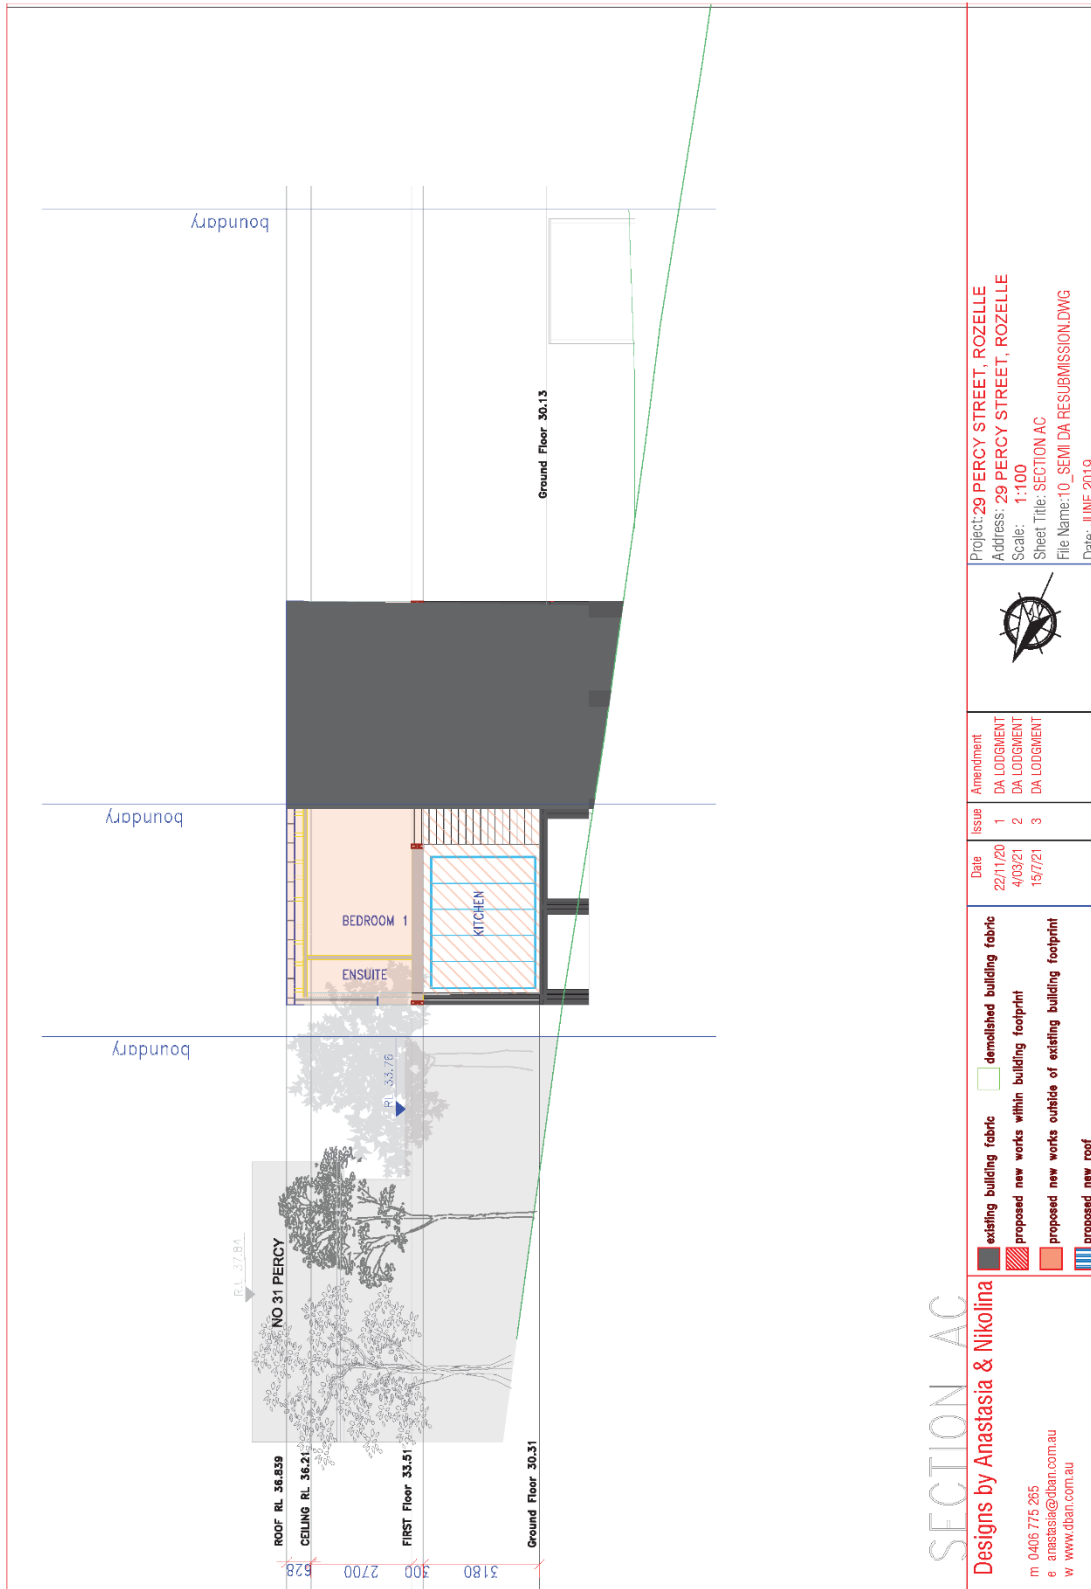 boundary
boundary
boundary
RL 37.84
NO 31 PERCY
RL 33.76
ROOF RL 36.839
CEILING RL 36.21
FIRST Floor 33.51
Ground Floor 30.31
628
2700
300
3180
BEDROOM 1
ENSUITE
KITCHEN
Ground Floor 30.13
SECTION AC
Designs by Anastasia & Nikolina
m 0406 775 265
e anastasia@dban.com.au
w www.dban.com.au
existing building fabric
demolished building fabric
proposed new works within building footprint
proposed new works outside of existing building footprint
proposed new roof
Date Issue Amendment
22/11/20 1 DA LODGMENT
4/03/21 2 DA LODGMENT
15/7/21 3 DA LODGMENT
Project: 29 PERCY STREET, ROZELLE
Address: 29 PERCY STREET, ROZELLE
Scale: 1:100
Sheet Title: SECTION AC
File Name: 10_SEMI DA RESUBMISSION.DWG
Date: JUNE 2019